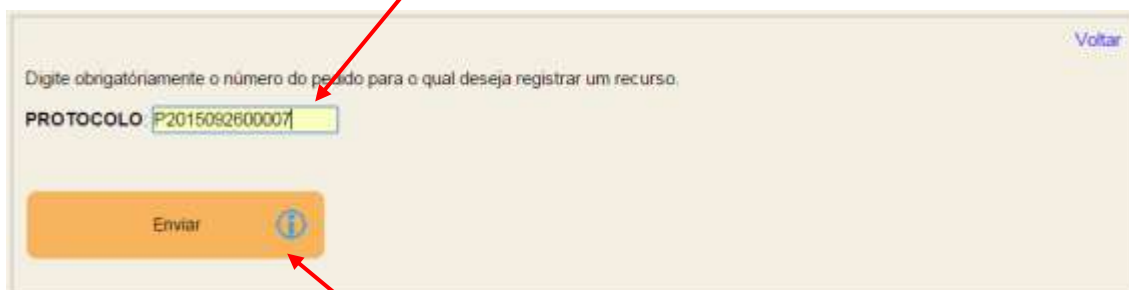 Voltar
Digite obrigatóriamente o número do pedido para o qual deseja registrar um recurso.
PROTOCOLO P2015092600007
Enviar